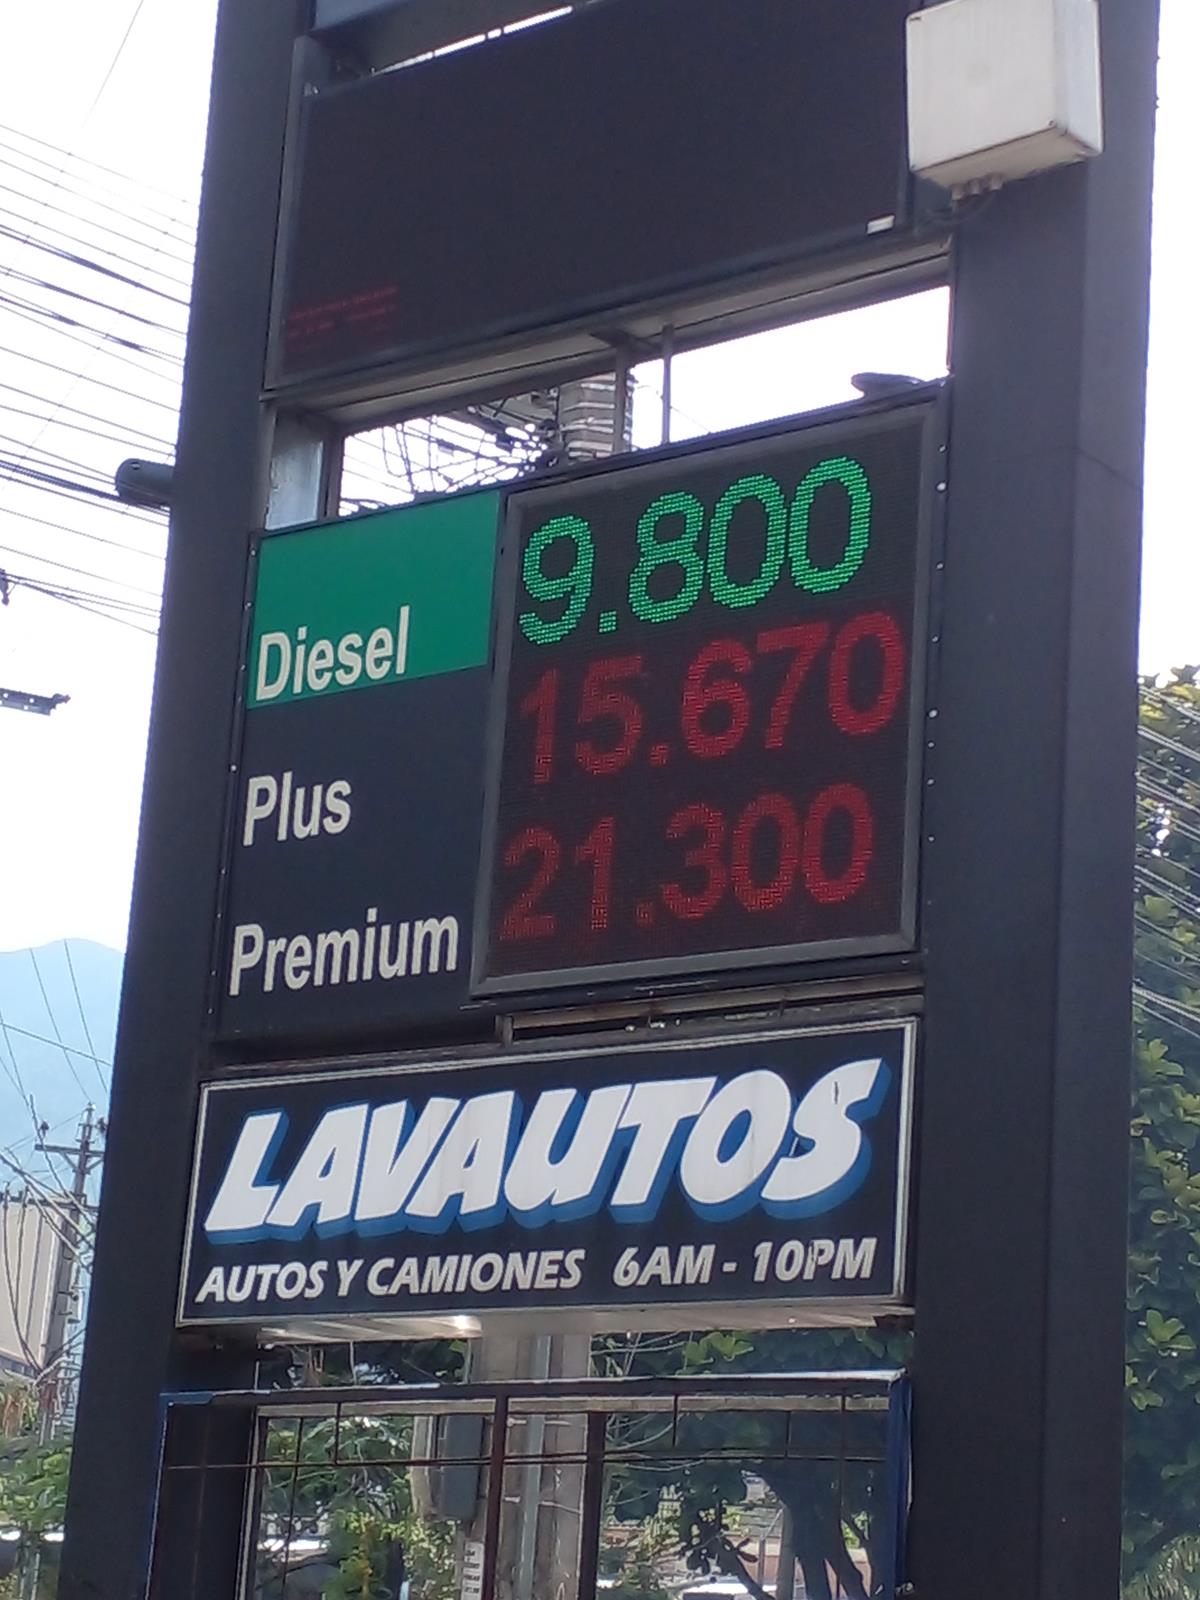 Diesel 9.800
Plus 15.670
Premium 21.300
LAVAUTOS
AUTOS Y CAMIONES 6AM - 10PM